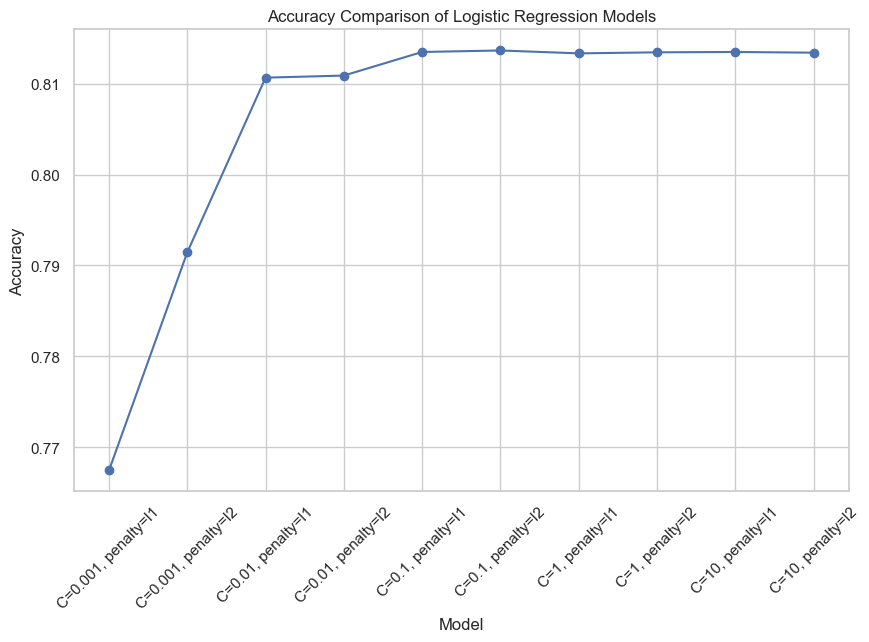 Accuracy Comparison of Logistic Regression Models
Accuracy
0.81
0.80
0.79
0.78
0.77
C=0.001, penalty=l1
C=0.001, penalty=l2
C=0.01, penalty=l1
C=0.01, penalty=l2
C=0.1, penalty=l1
C=0.1, penalty=l2
C=1, penalty=l1
C=1, penalty=l2
C=10, penalty=l1
C=10, penalty=l2
Model